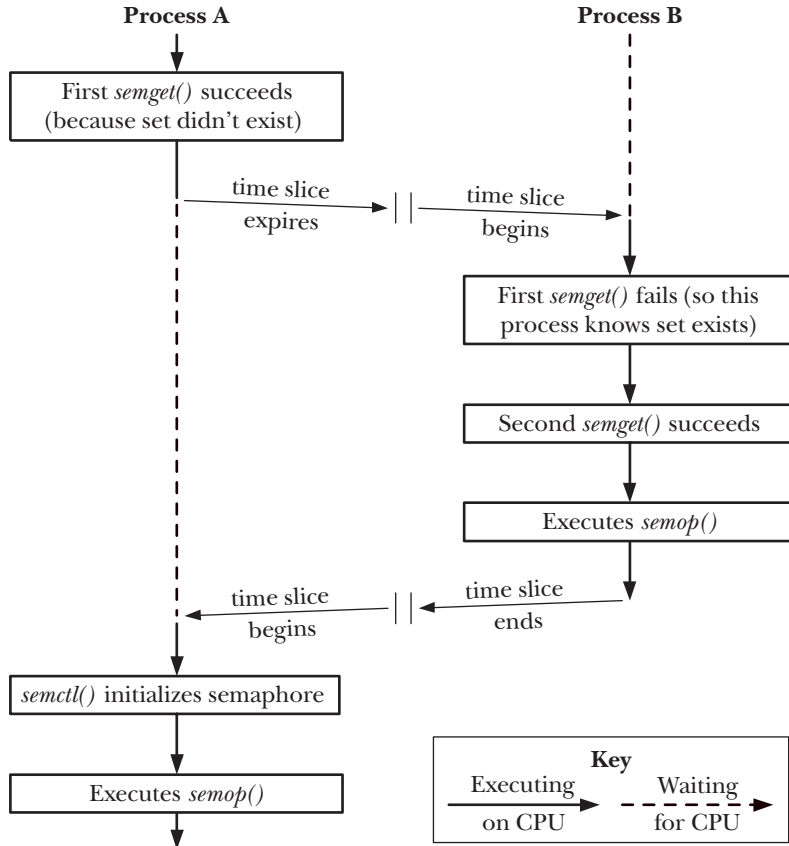 Process A
Process B
First semget() succeeds
(because set didn't exist)
time slice
expires
time slice
begins
First semget() fails (so this
process knows set exists)
Second semget() succeeds
Executes semop()
time slice
begins
time slice
ends
semctl() initializes semaphore
Executes semop()
Key
Executing
on CPU
Waiting
for CPU